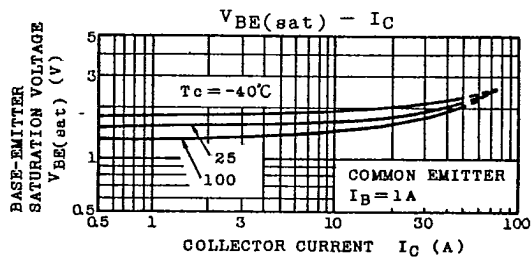 VBE(sat) – IC
BASE-EMITTER
SATURATION VOLTAGE
VBE(sat) (V)
5
3
1
0.5
Tc=-40℃
25
100
COMMON EMITTER
IB=1A
0.5 1 3 10 30 100
COLLECTOR CURRENT IC (A)